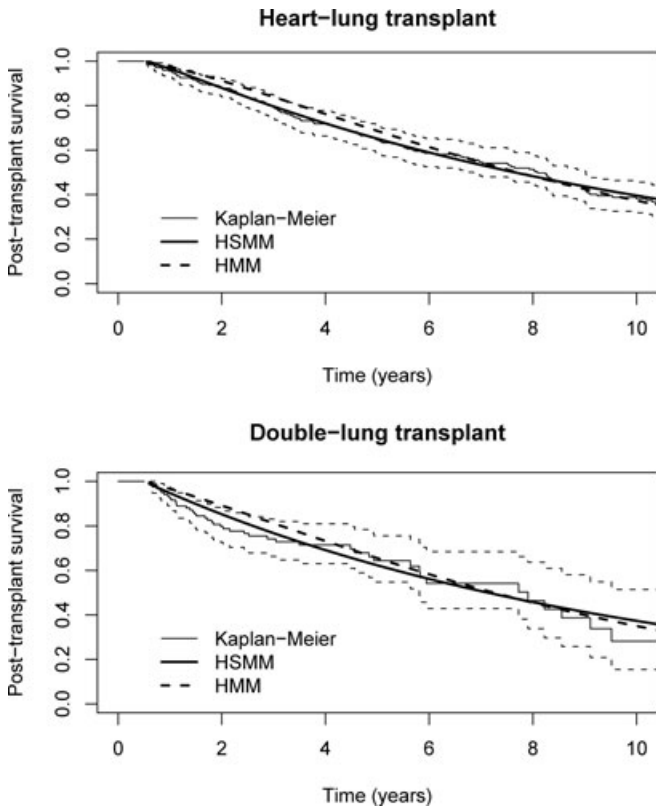 Heart−lung transplant
Post-transplant survival
1.0
0.8
0.6
0.4
0.2
0.0
Kaplan−Meier
HSMM
HMM
0 2 4 6 8 10
Time (years)
Double−lung transplant
Post-transplant survival
1.0
0.8
0.6
0.4
0.2
0.0
Kaplan−Meier
HSMM
HMM
0 2 4 6 8 10
Time (years)